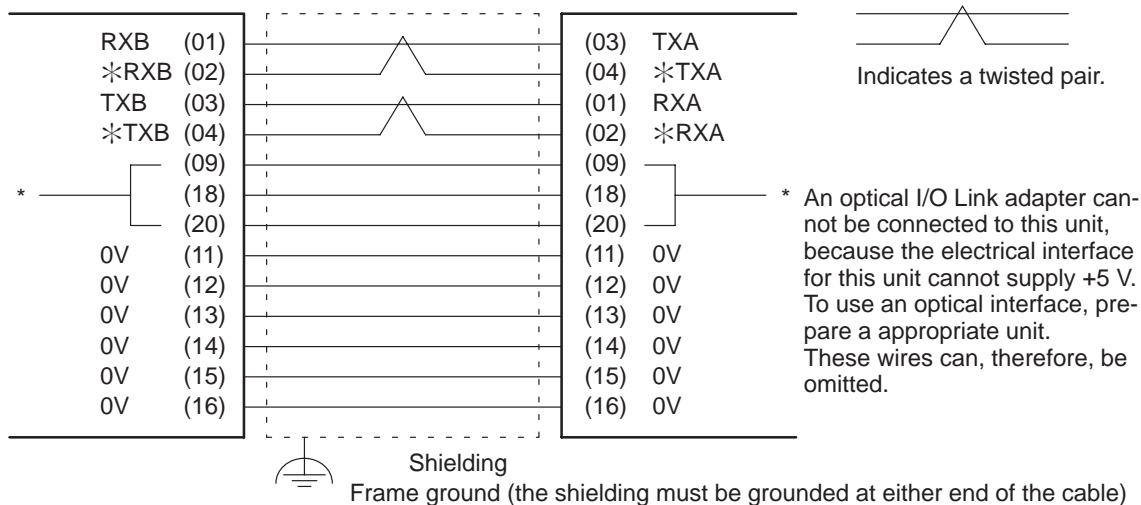 RXB (01) (03) TXA
✳RXB (02) (04) ✳TXA
TXB (03) (01) RXA
✳TXB (04) (02) ✳RXA
(09) (09)
* (18) (18) *
(20) (20)
0V (11) (11) 0V
0V (12) (12) 0V
0V (13) (13) 0V
0V (14) (14) 0V
0V (15) (15) 0V
0V (16) (16) 0V
Indicates a twisted pair.
An optical I/O Link adapter can-
not be connected to this unit,
because the electrical interface
for this unit cannot supply +5 V.
To use an optical interface, pre-
pare a appropriate unit.
These wires can, therefore, be
omitted.
Shielding
Frame ground (the shielding must be grounded at either end of the cable)